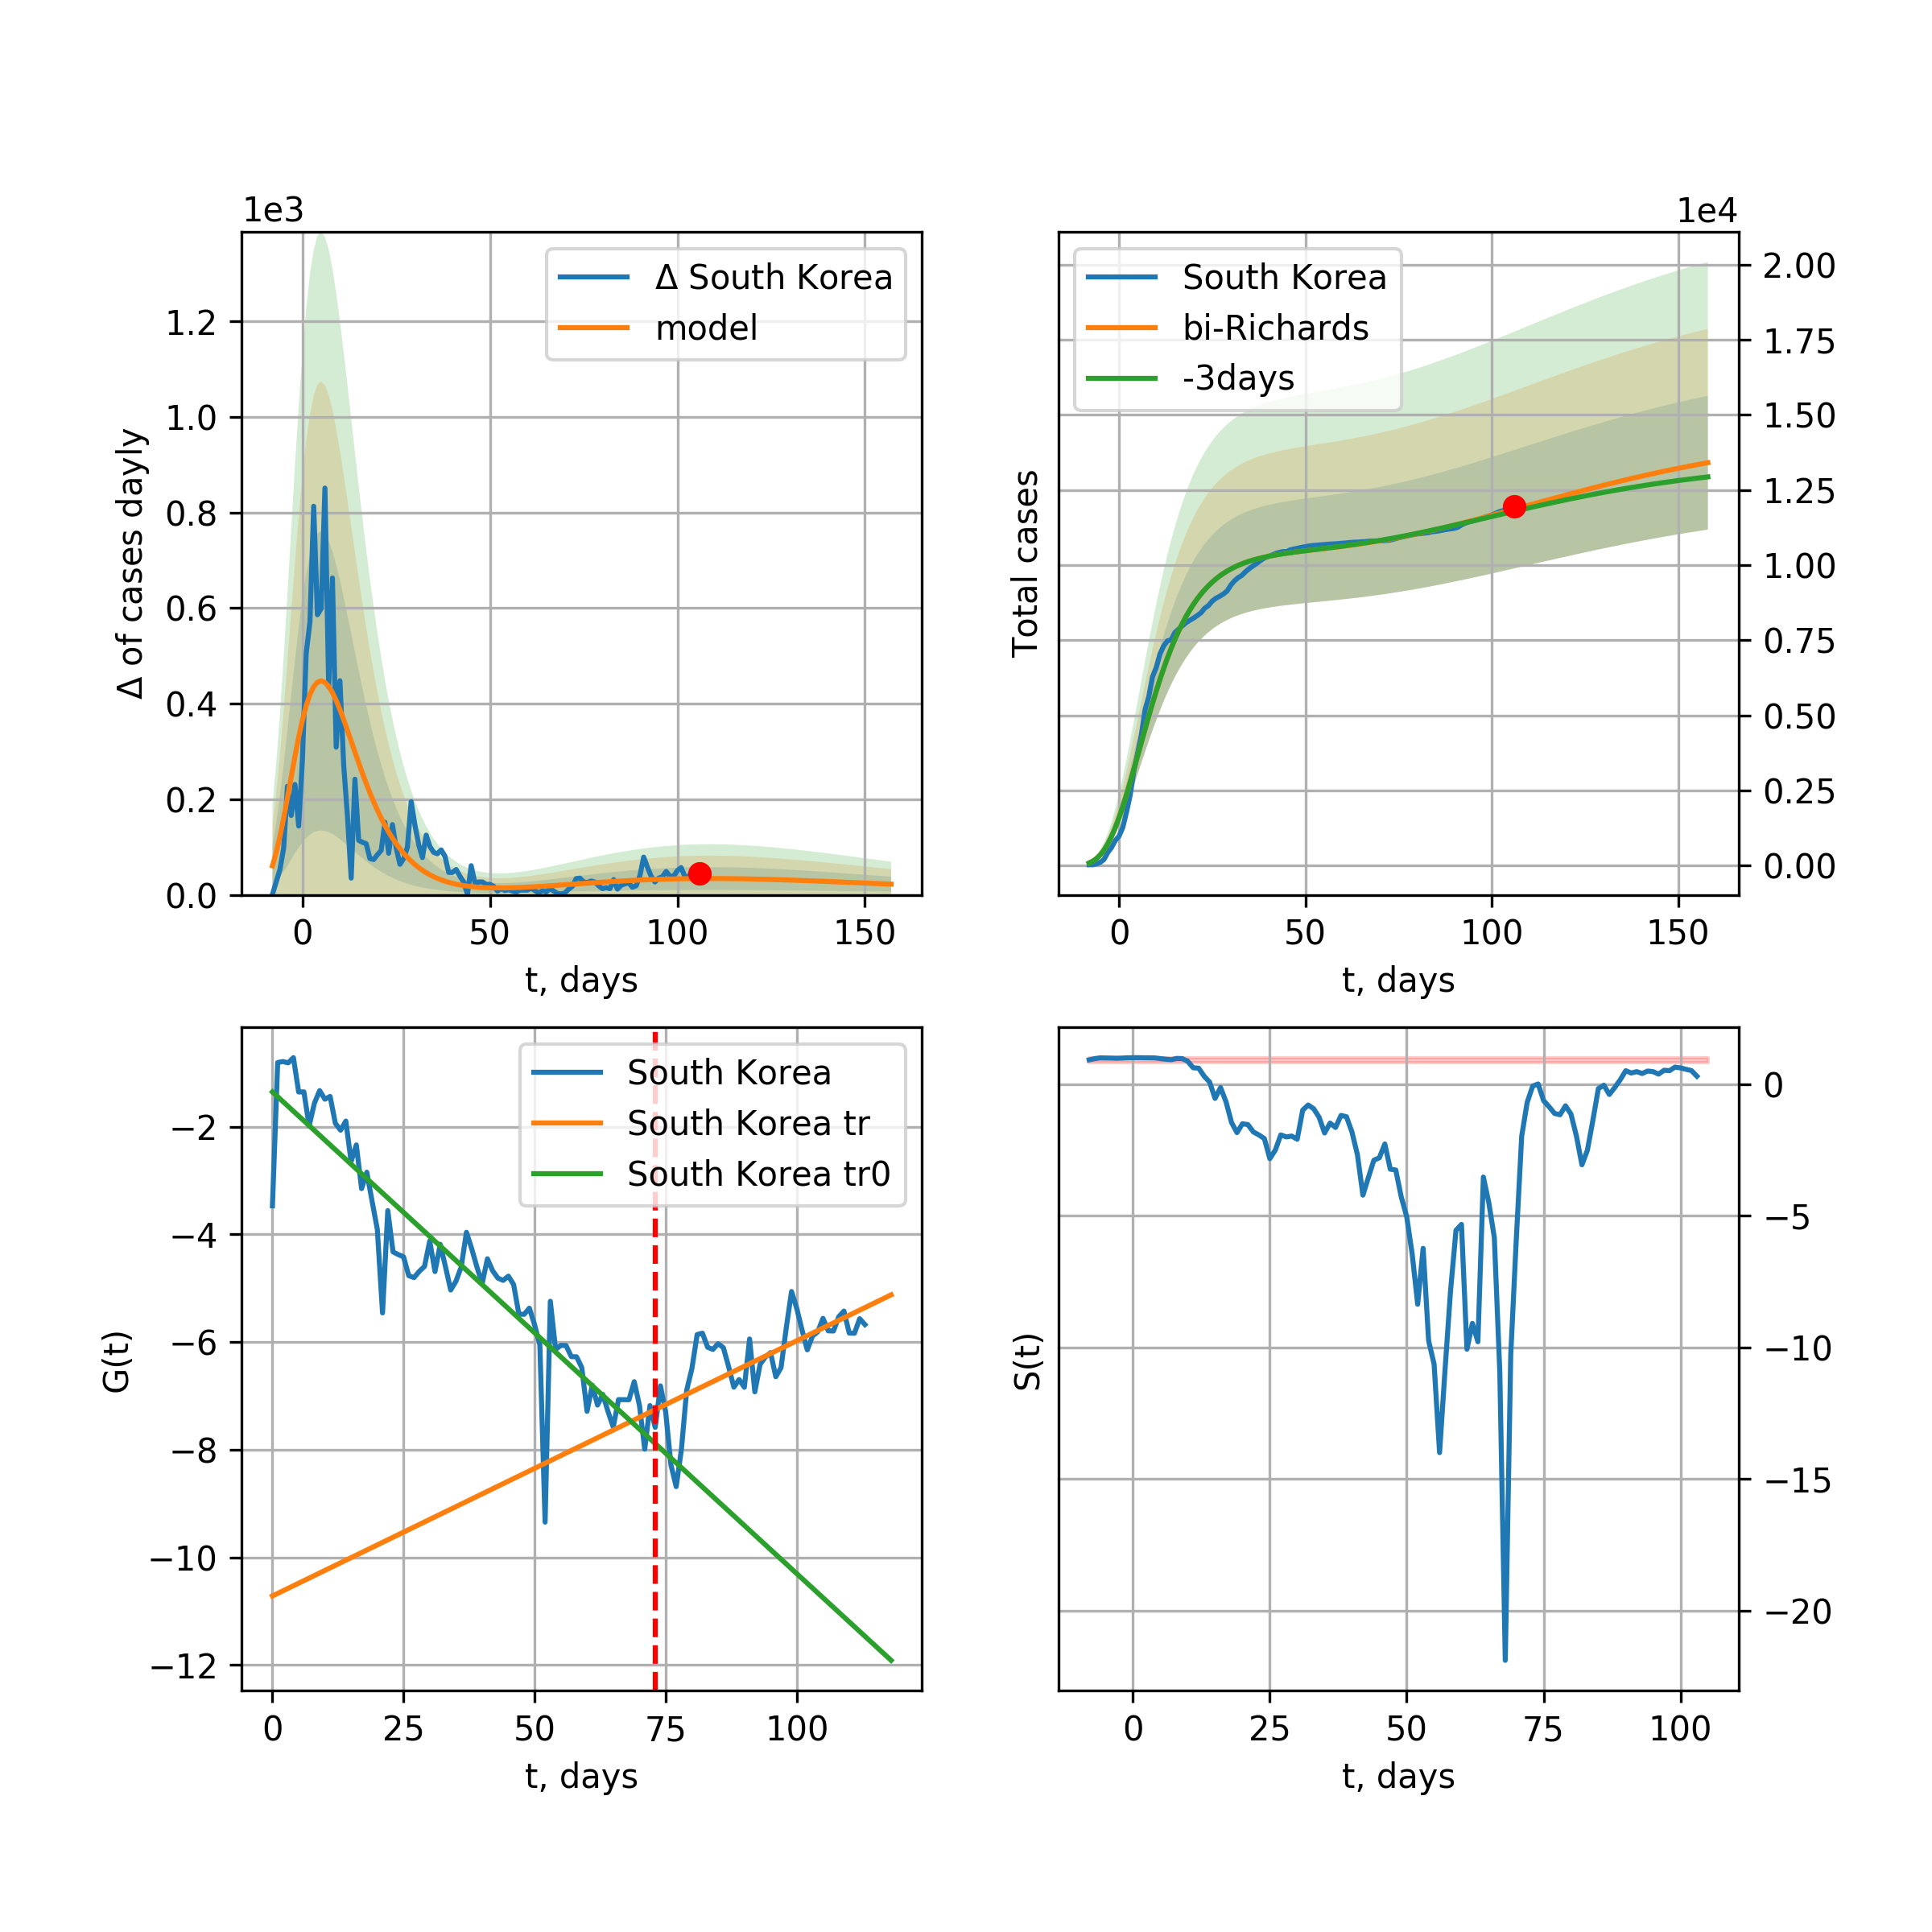 1e3
Δ of cases dayly
1.2
1.0
0.8
0.6
0.4
0.2
0.0
Δ South Korea
model
0 50 100 150
t, days
1e4
Total cases
South Korea
bi-Richards
-3days
2.00
1.75
1.50
1.25
1.00
0.75
0.50
0.25
0.00
0 50 100 150
t, days
G(t)
−2
−4
−6
−8
−10
−12
South Korea
South Korea tr
South Korea tr0
0 25 50 75 100
t, days
S(t)
0
−5
−10
−15
−20
0 25 50 75 100
t, days